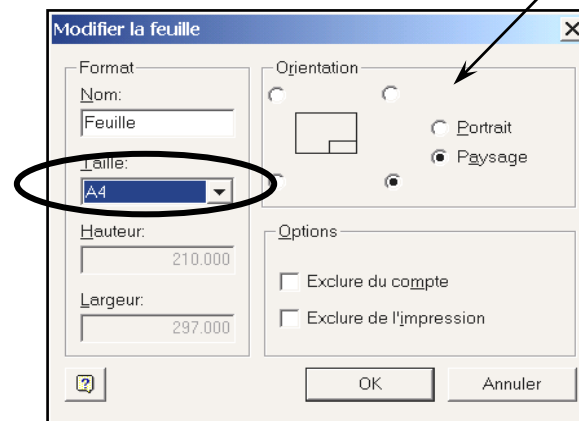 Modifier la feuille
Format
Nom:
Feuille
Taille:
A4
Hauteur:
210.000
Largeur:
297.000
Orientation
Portrait
Paysage
Options
Exclure du compte
Exclure de l'impression
OK
Annuler